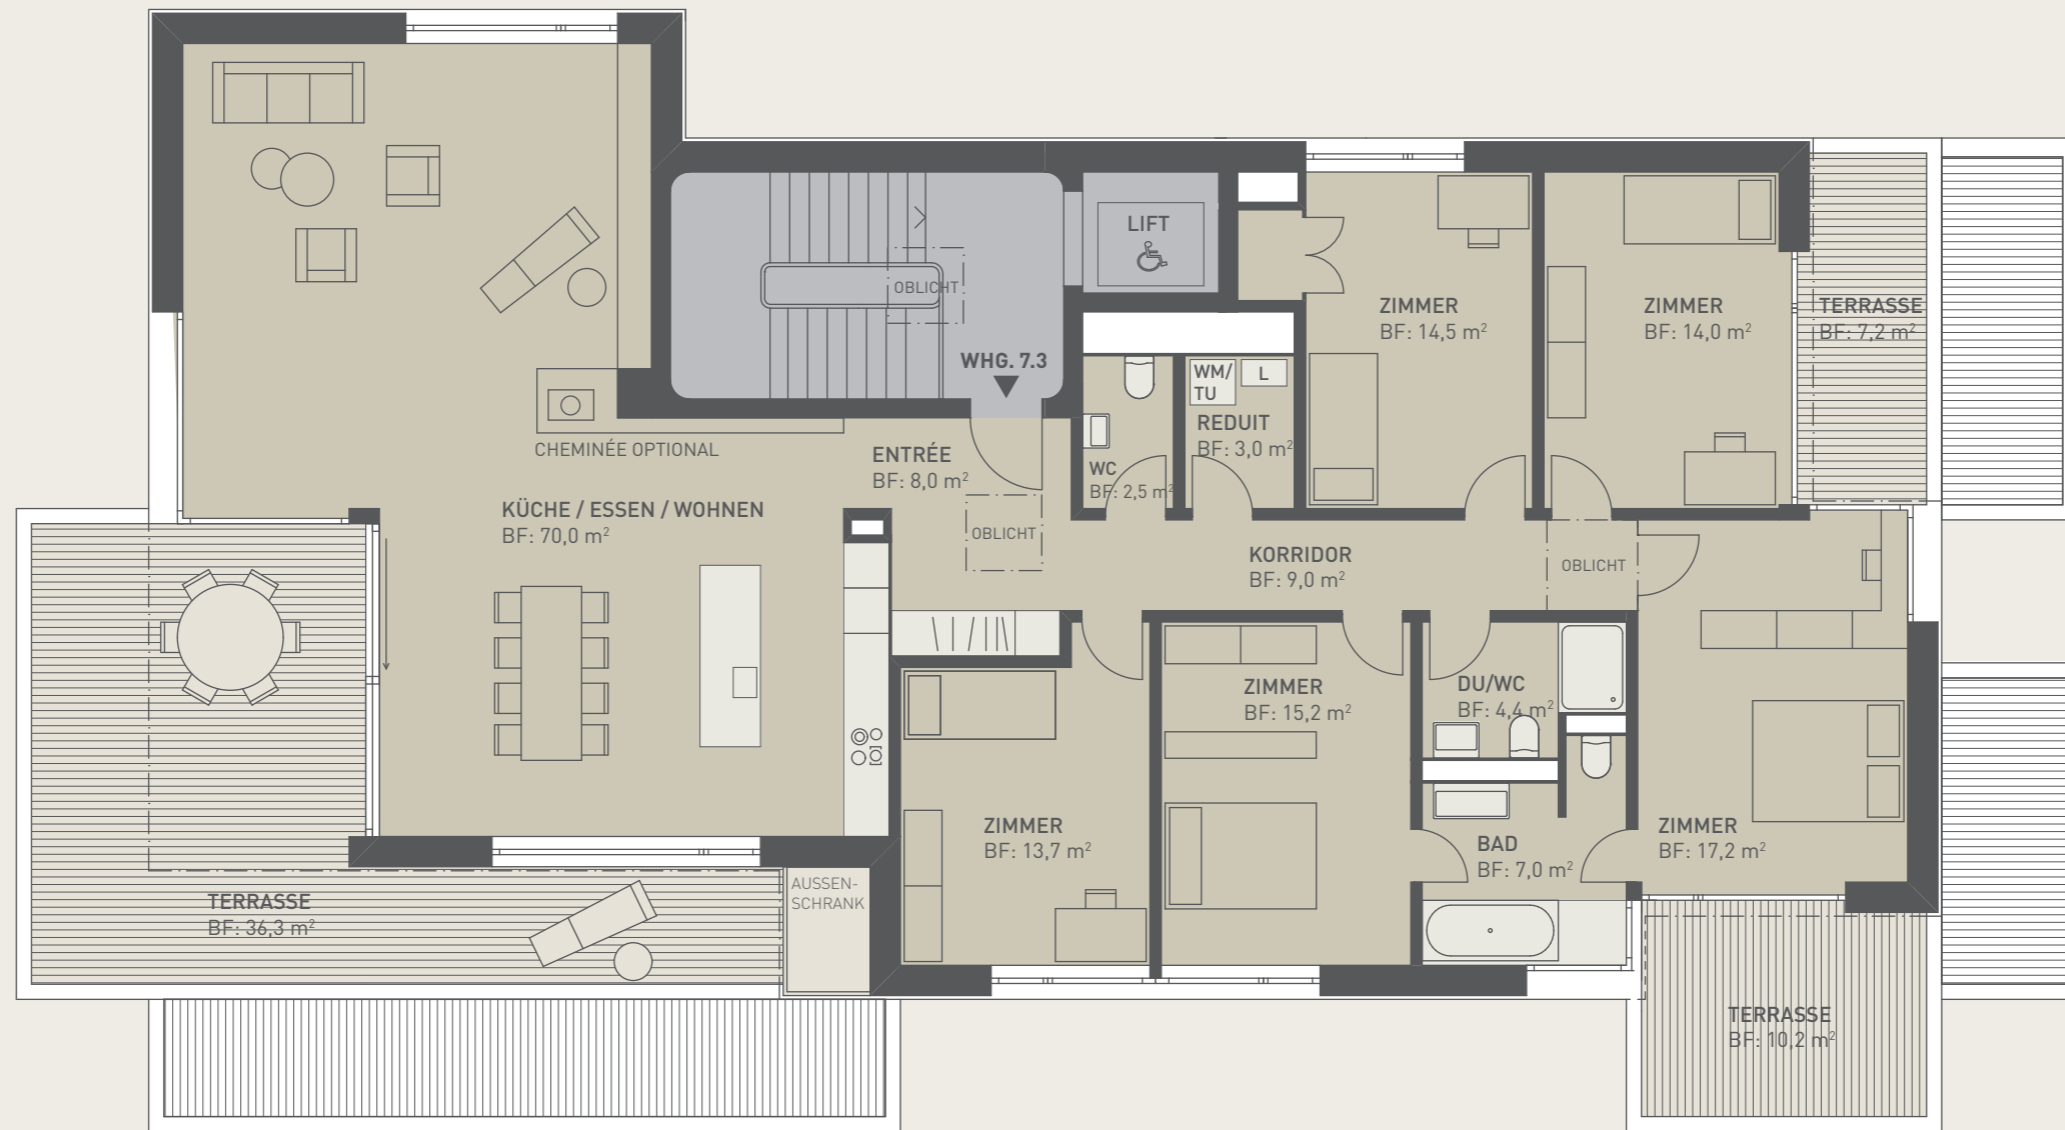 LIFT
OBLICHT
WHG. 7.3
ZIMMER
BF: 14,5 m²
ZIMMER
BF: 14,0 m²
TERRASSE
BF: 7,2 m²
WM/
TU
L
REDUIT
BF: 3,0 m²
WC
BF: 2,5 m²
CHEMINÉE OPTIONAL
ENTRÉE
BF: 8,0 m²
KÜCHE / ESSEN / WOHNEN
BF: 70,0 m²
OBLICHT
KORRIDOR
BF: 9,0 m²
OBLICHT
ZIMMER
BF: 15,2 m²
DU/WC
BF: 4,4 m²
ZIMMER
BF: 13,7 m²
BAD
BF: 7,0 m²
ZIMMER
BF: 17,2 m²
TERRASSE
BF: 36,3 m²
AUSSEN-
SCHRANK
TERRASSE
BF: 10,2 m²